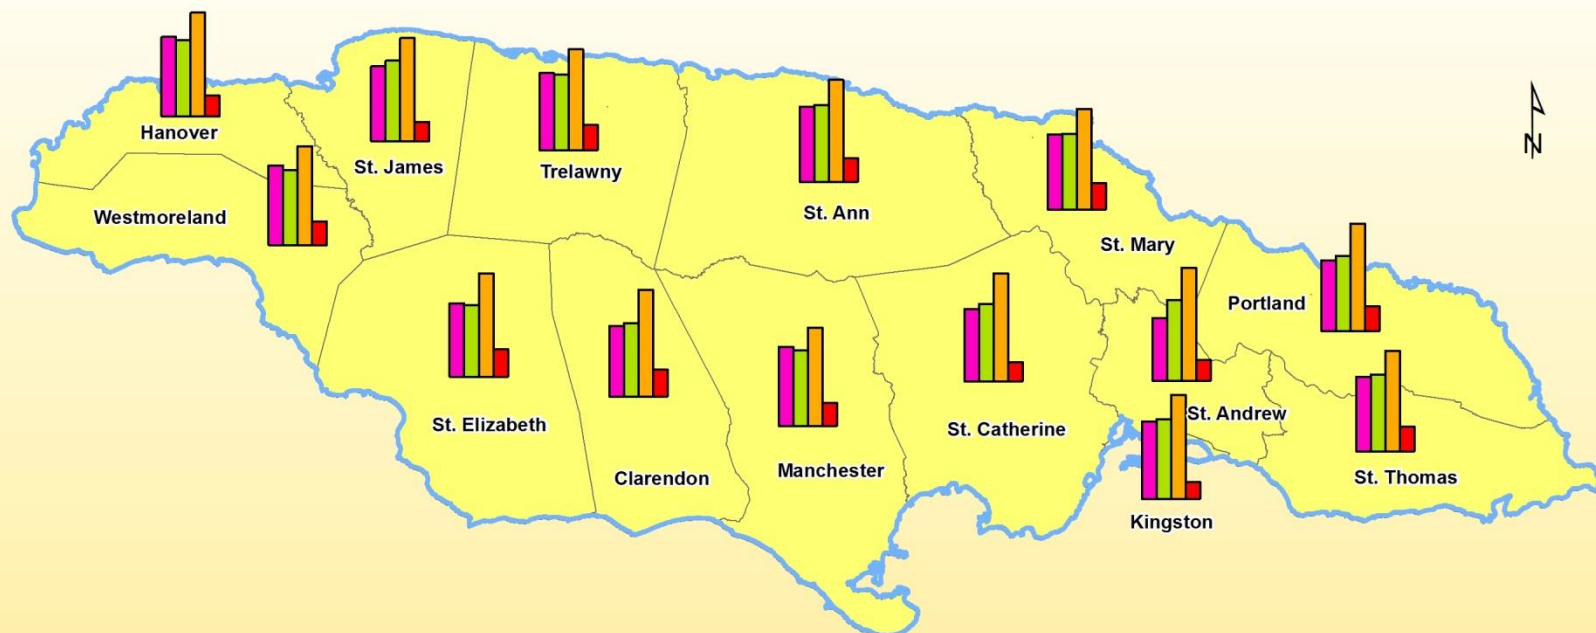 Hanover
St. James
Trelawny
Westmoreland
St. Ann
St. Mary
Portland
St. Elizabeth
Clarendon
Manchester
St. Catherine
St. Andrew
St. Thomas
Kingston
N